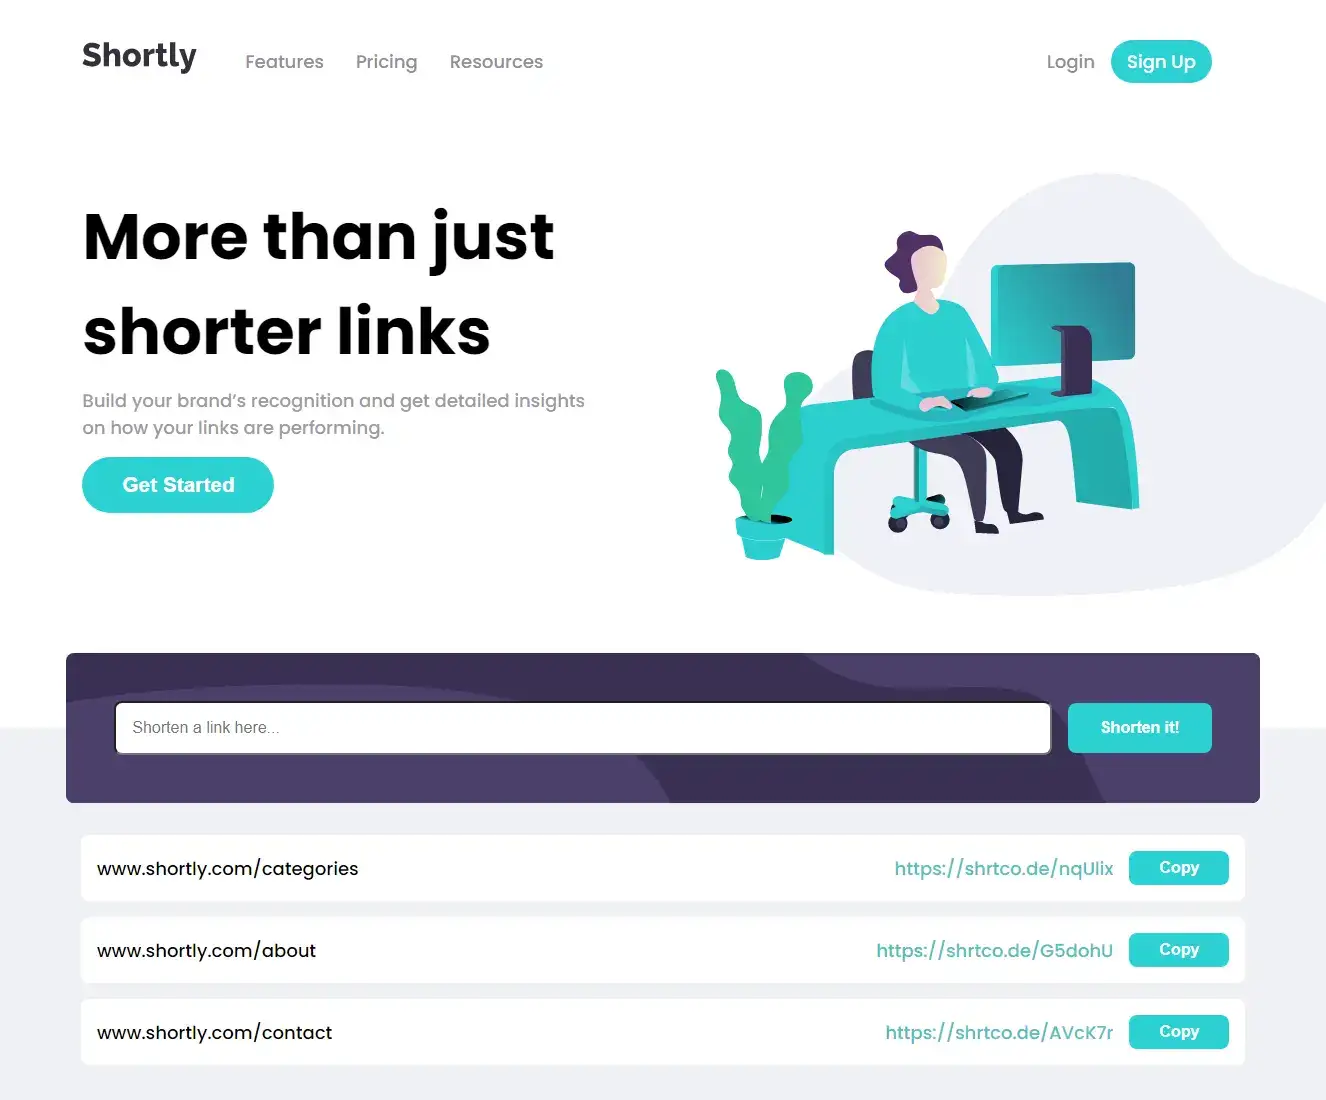 Shortly Features Pricing Resources Login Sign Up
More than just
shorter links
Build your brand’s recognition and get detailed insights
on how your links are performing.
Get Started
Shorten a link here... Shorten it!
www.shortly.com/categories https://shrtco.de/nqUlix Copy
www.shortly.com/about https://shrtco.de/G5dohU Copy
www.shortly.com/contact https://shrtco.de/AVcK7r Copy